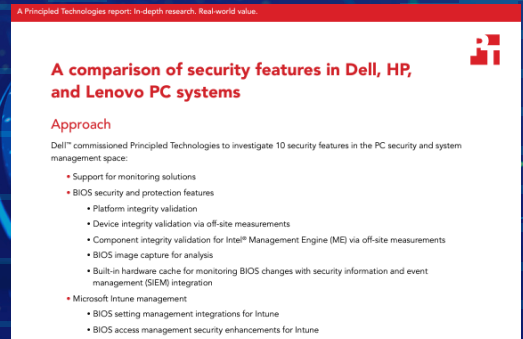 A Principled Technologies report: In-depth research. Real-world value.
PT
A comparison of security features in Dell, HP,
and Lenovo PC systems
Approach
Dell™ commissioned Principled Technologies to investigate 10 security features in the PC security and system
management space:
• Support for monitoring solutions
• BIOS security and protection features
• Platform integrity validation
• Device integrity validation via off-site measurements
• Component integrity validation for Intel® Management Engine (ME) via off-site measurements
• BIOS image capture for analysis
• Built-in hardware cache for monitoring BIOS changes with security information and event
management (SIEM) integration
• Microsoft Intune management
• BIOS setting management integrations for Intune
• BIOS access management security enhancements for Intune